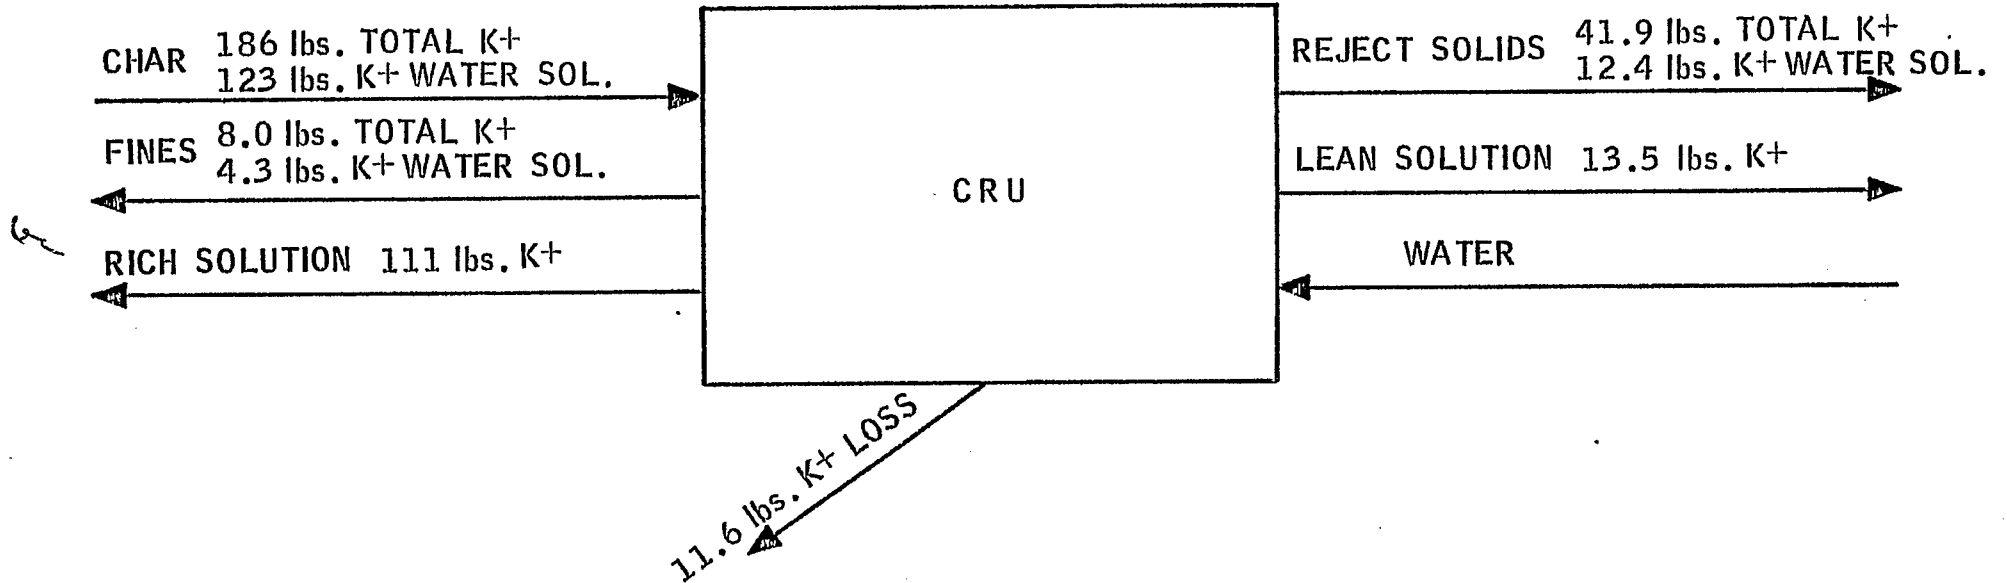 CHAR 186 lbs. TOTAL K+
123 lbs. K+ WATER SOL.
FINES 8.0 lbs. TOTAL K+
4.3 lbs. K+ WATER SOL.
RICH SOLUTION 111 lbs. K+
CRU
REJECT SOLIDS 41.9 lbs. TOTAL K+
12.4 lbs. K+ WATER SOL.
LEAN SOLUTION 13.5 lbs. K+
WATER
11.6 lbs. K+ LOSS